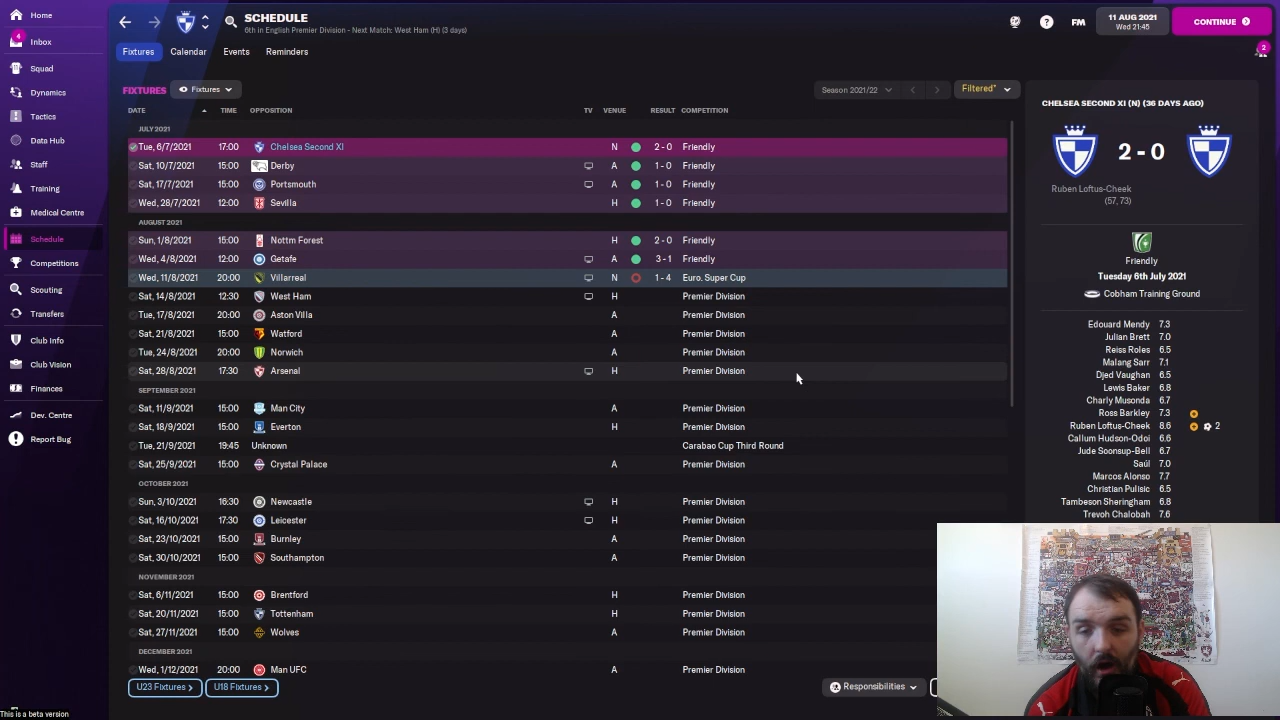 Home
4
Inbox
Squad
Dynamics
Tactics
Data Hub
Staff
Training
Medical Centre
Schedule
Competitions
Scouting
Transfers
Club Info
Club Vision
Finances
Dev. Centre
Report Bug
This is a beta version
SCHEDULE
6th in English Premier Division - Next Match: West Ham (H) (3 days)
?
FM
11 AUG 2021
Wed 21:45
CONTINUE
2
Fixtures
Calendar
Events
Reminders
FIXTURES
Fixtures
Season 2021/22
Filtered*
DATE TIME OPPOSITION TV VENUE RESULT COMPETITION
JULY 2021
Tue, 6/7/2021 17:00 Chelsea Second XI N 2 - 0 Friendly
Sat, 10/7/2021 15:00 Derby A 1 - 0 Friendly
Sat, 17/7/2021 15:00 Portsmouth A 1 - 0 Friendly
Wed, 28/7/2021 12:00 Sevilla H 1 - 0 Friendly
AUGUST 2021
Sun, 1/8/2021 15:00 Nottm Forest H 2 - 0 Friendly
Wed, 4/8/2021 12:00 Getafe A 3 - 1 Friendly
Wed, 11/8/2021 20:00 Villarreal N 1 - 4 Euro. Super Cup
Sat, 14/8/2021 12:30 West Ham H Premier Division
Tue, 17/8/2021 20:00 Aston Villa A Premier Division
Sat, 21/8/2021 15:00 Watford A Premier Division
Tue, 24/8/2021 20:00 Norwich A Premier Division
Sat, 28/8/2021 17:30 Arsenal H Premier Division
SEPTEMBER 2021
Sat, 11/9/2021 15:00 Man City A Premier Division
Sat, 18/9/2021 15:00 Everton H Premier Division
Tue, 21/9/2021 19:45 Unknown Carabao Cup Third Round
Sat, 25/9/2021 15:00 Crystal Palace A Premier Division
OCTOBER 2021
Sun, 3/10/2021 16:30 Newcastle H Premier Division
Sat, 16/10/2021 17:30 Leicester H Premier Division
Sat, 23/10/2021 15:00 Burnley A Premier Division
Sat, 30/10/2021 15:00 Southampton A Premier Division
NOVEMBER 2021
Sat, 6/11/2021 15:00 Brentford H Premier Division
Sat, 20/11/2021 15:00 Tottenham H Premier Division
Sat, 27/11/2021 15:00 Wolves A Premier Division
DECEMBER 2021
Wed, 1/12/2021 20:00 Man UFC A Premier Division
U23 Fixtures
U18 Fixtures
Responsibilities
CHELSEA SECOND XI (N) (36 DAYS AGO)
2 - 0
Ruben Loftus-Cheek
(57, 73)
Friendly
Tuesday 6th July 2021
Cobham Training Ground
Edouard Mendy 7.3
Julian Brett 7.0
Reiss Roles 6.5
Malang Sarr 7.1
Djed Vaughan 6.5
Lewis Baker 6.8
Charly Musonda 6.7
Ross Barkley 7.3
Ruben Loftus-Cheek 8.6 2
Callum Hudson-Odoi 6.6
Jude Soonsup-Bell 6.7
Saúl 7.0
Marcos Alonso 7.7
Christian Pulisic 6.5
Tambeson Sheringham 6.8
Trevoh Chalobah 7.6